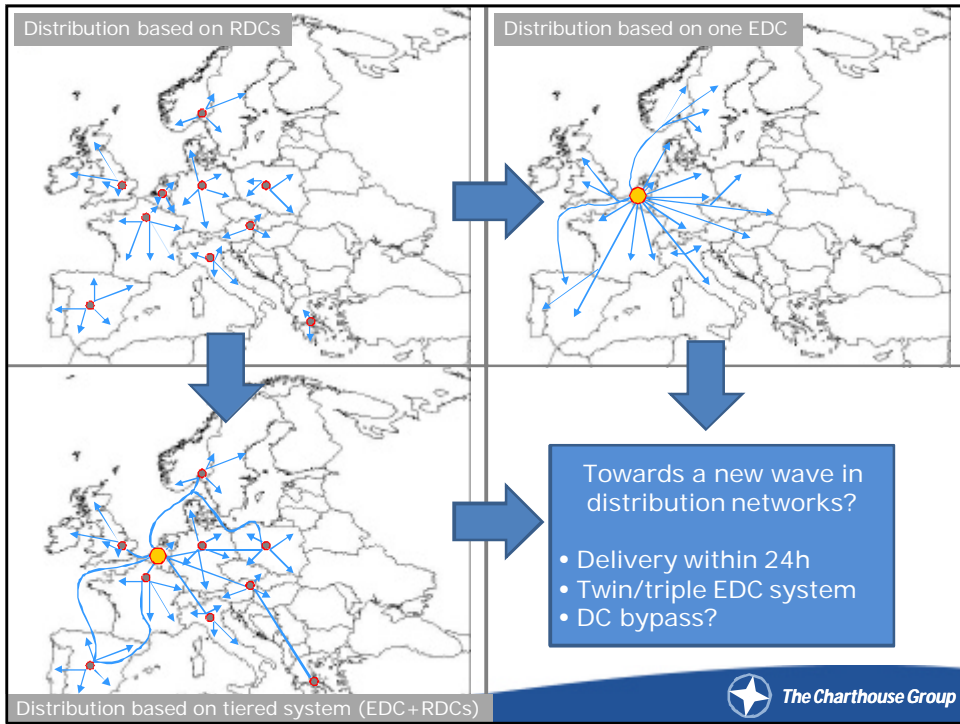 Distribution based on RDCs
Distribution based on one EDC
Towards a new wave in
distribution networks?
• Delivery within 24h
• Twin/triple EDC system
• DC bypass?
Distribution based on tiered system (EDC+RDCs)
The Charthouse Group